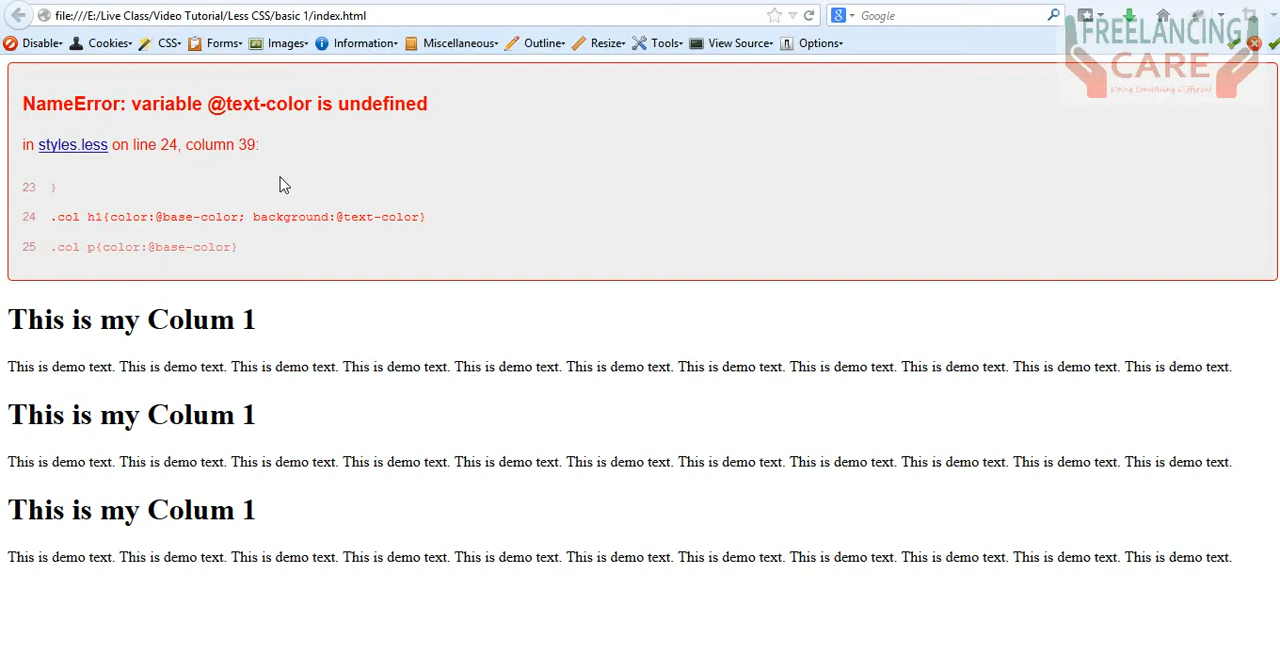 file:///E:/Live Class/Video Tutorial/Less CSS/basic 1/index.html
Google
Disable Cookies CSS Forms Images Information Miscellaneous Outline Resize Tools View Source Options
FREELANCING
CARE
Doing Something Different
NameError: variable @text-color is undefined
in styles.less on line 24, column 39:
23 }
24 .col h1{color:@base-color; background:@text-color}
25 .col p{color:@base-color}
This is my Colum 1
This is demo text. This is demo text. This is demo text. This is demo text. This is demo text. This is demo text. This is demo text. This is demo text. This is demo text. This is demo text. This is demo text.
This is my Colum 1
This is demo text. This is demo text. This is demo text. This is demo text. This is demo text. This is demo text. This is demo text. This is demo text. This is demo text. This is demo text. This is demo text.
This is my Colum 1
This is demo text. This is demo text. This is demo text. This is demo text. This is demo text. This is demo text. This is demo text. This is demo text. This is demo text. This is demo text. This is demo text.